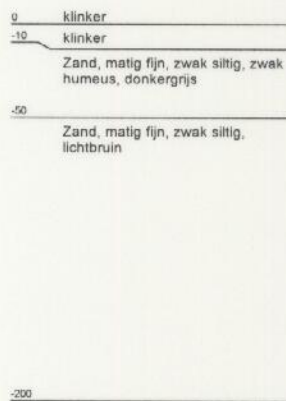 0 klinker
-10 klinker
Zand, matig fijn, zwak siltig, zwak
humeus, donkergrijs
-50
Zand, matig fijn, zwak siltig,
lichtbruin
-200